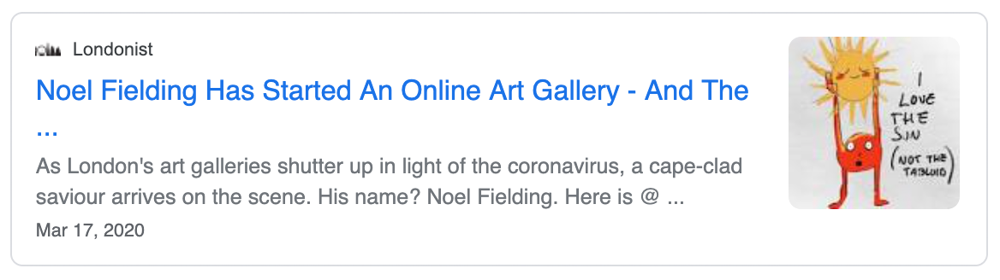 Londonist
Noel Fielding Has Started An Online Art Gallery - And The
...
As London's art galleries shutter up in light of the coronavirus, a cape-clad
saviour arrives on the scene. His name? Noel Fielding. Here is @ ...
Mar 17, 2020
I
LOVE
THE
SUN
(NOT THE
TABLOID)